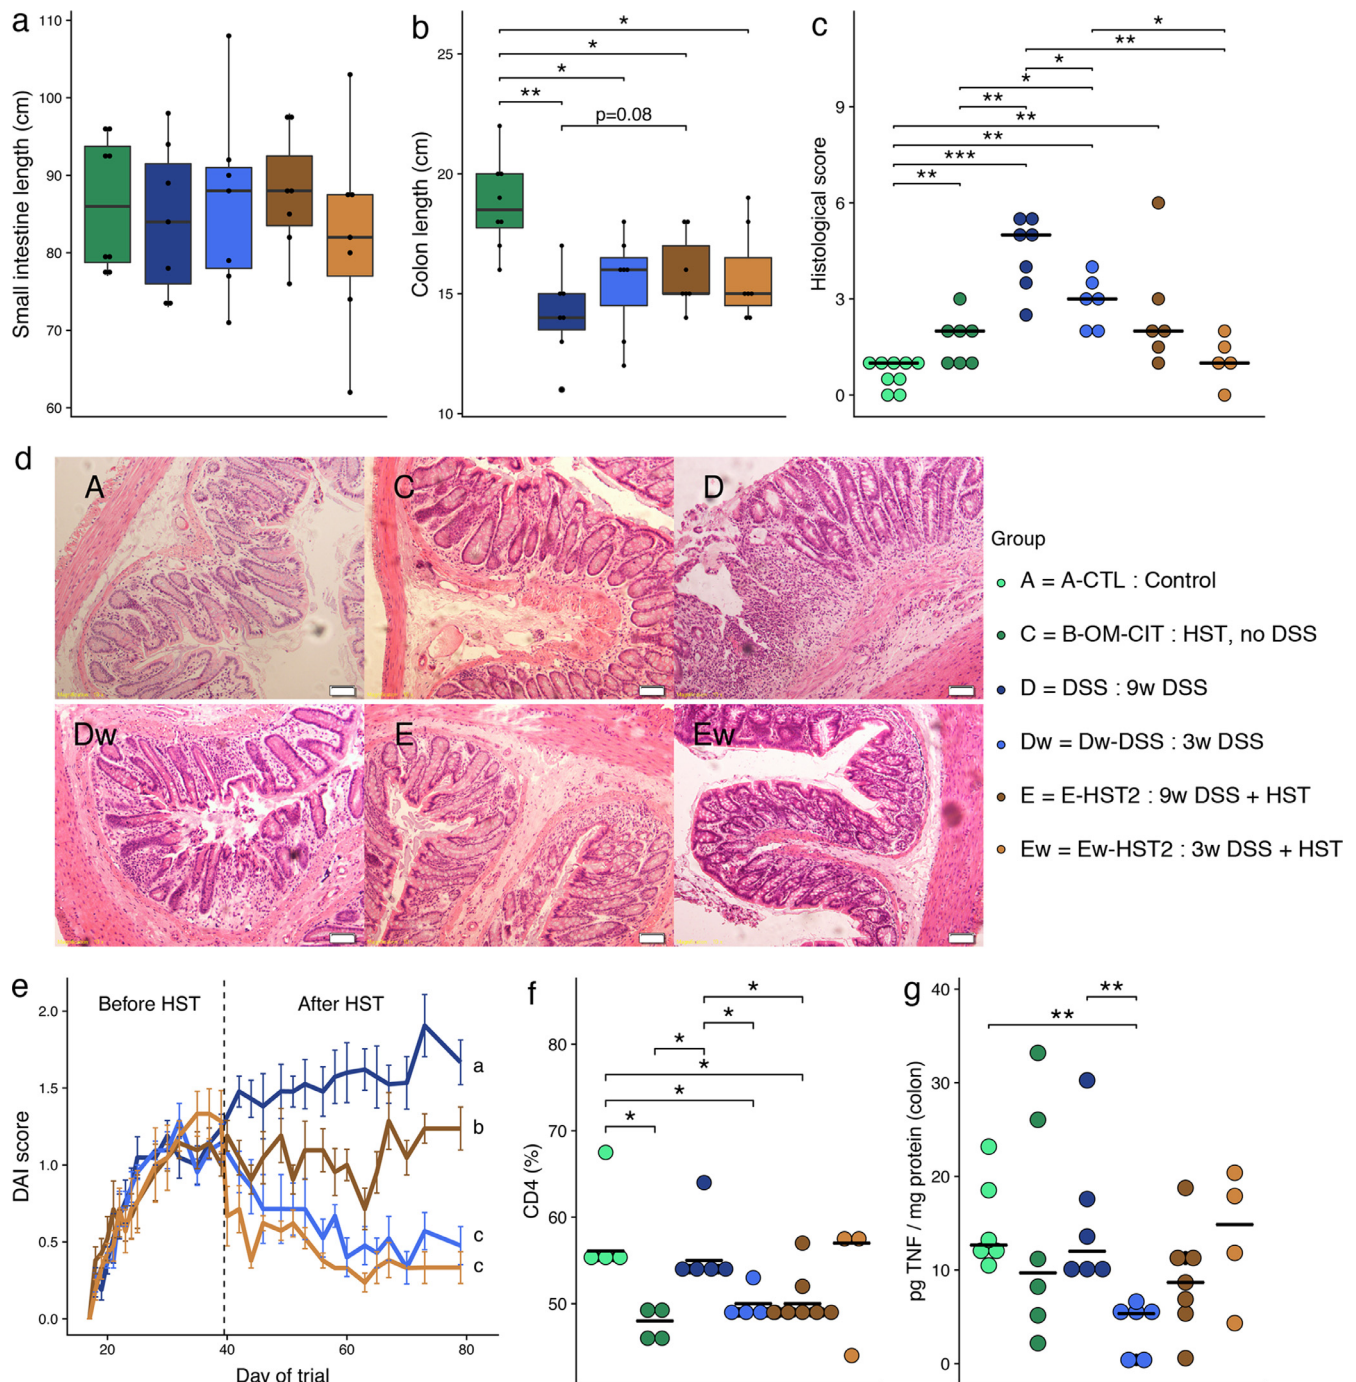 a
Small intestine length (cm)
110
100
90
80
70
60
b
Colon length (cm)
25
20
15
10
*
*
*
**
p=0.08
c
Histological score
9
6
3
0
*
**
*
*
**
**
**
***
**
d
A
C
D
Dw
E
Ew
Group
A = A-CTL : Control
C = B-OM-CIT : HST, no DSS
D = DSS : 9w DSS
Dw = Dw-DSS : 3w DSS
E = E-HST2 : 9w DSS + HST
Ew = Ew-HST2 : 3w DSS + HST
e
Before HST
After HST
DAI score
2.0
1.5
1.0
0.5
0.0
a
b
c
c
20
40
60
80
Day of trial
f
CD4 (%)
80
70
60
50
*
*
*
*
*
*
g
pg TNF / mg protein (colon)
40
30
20
10
0
**
**